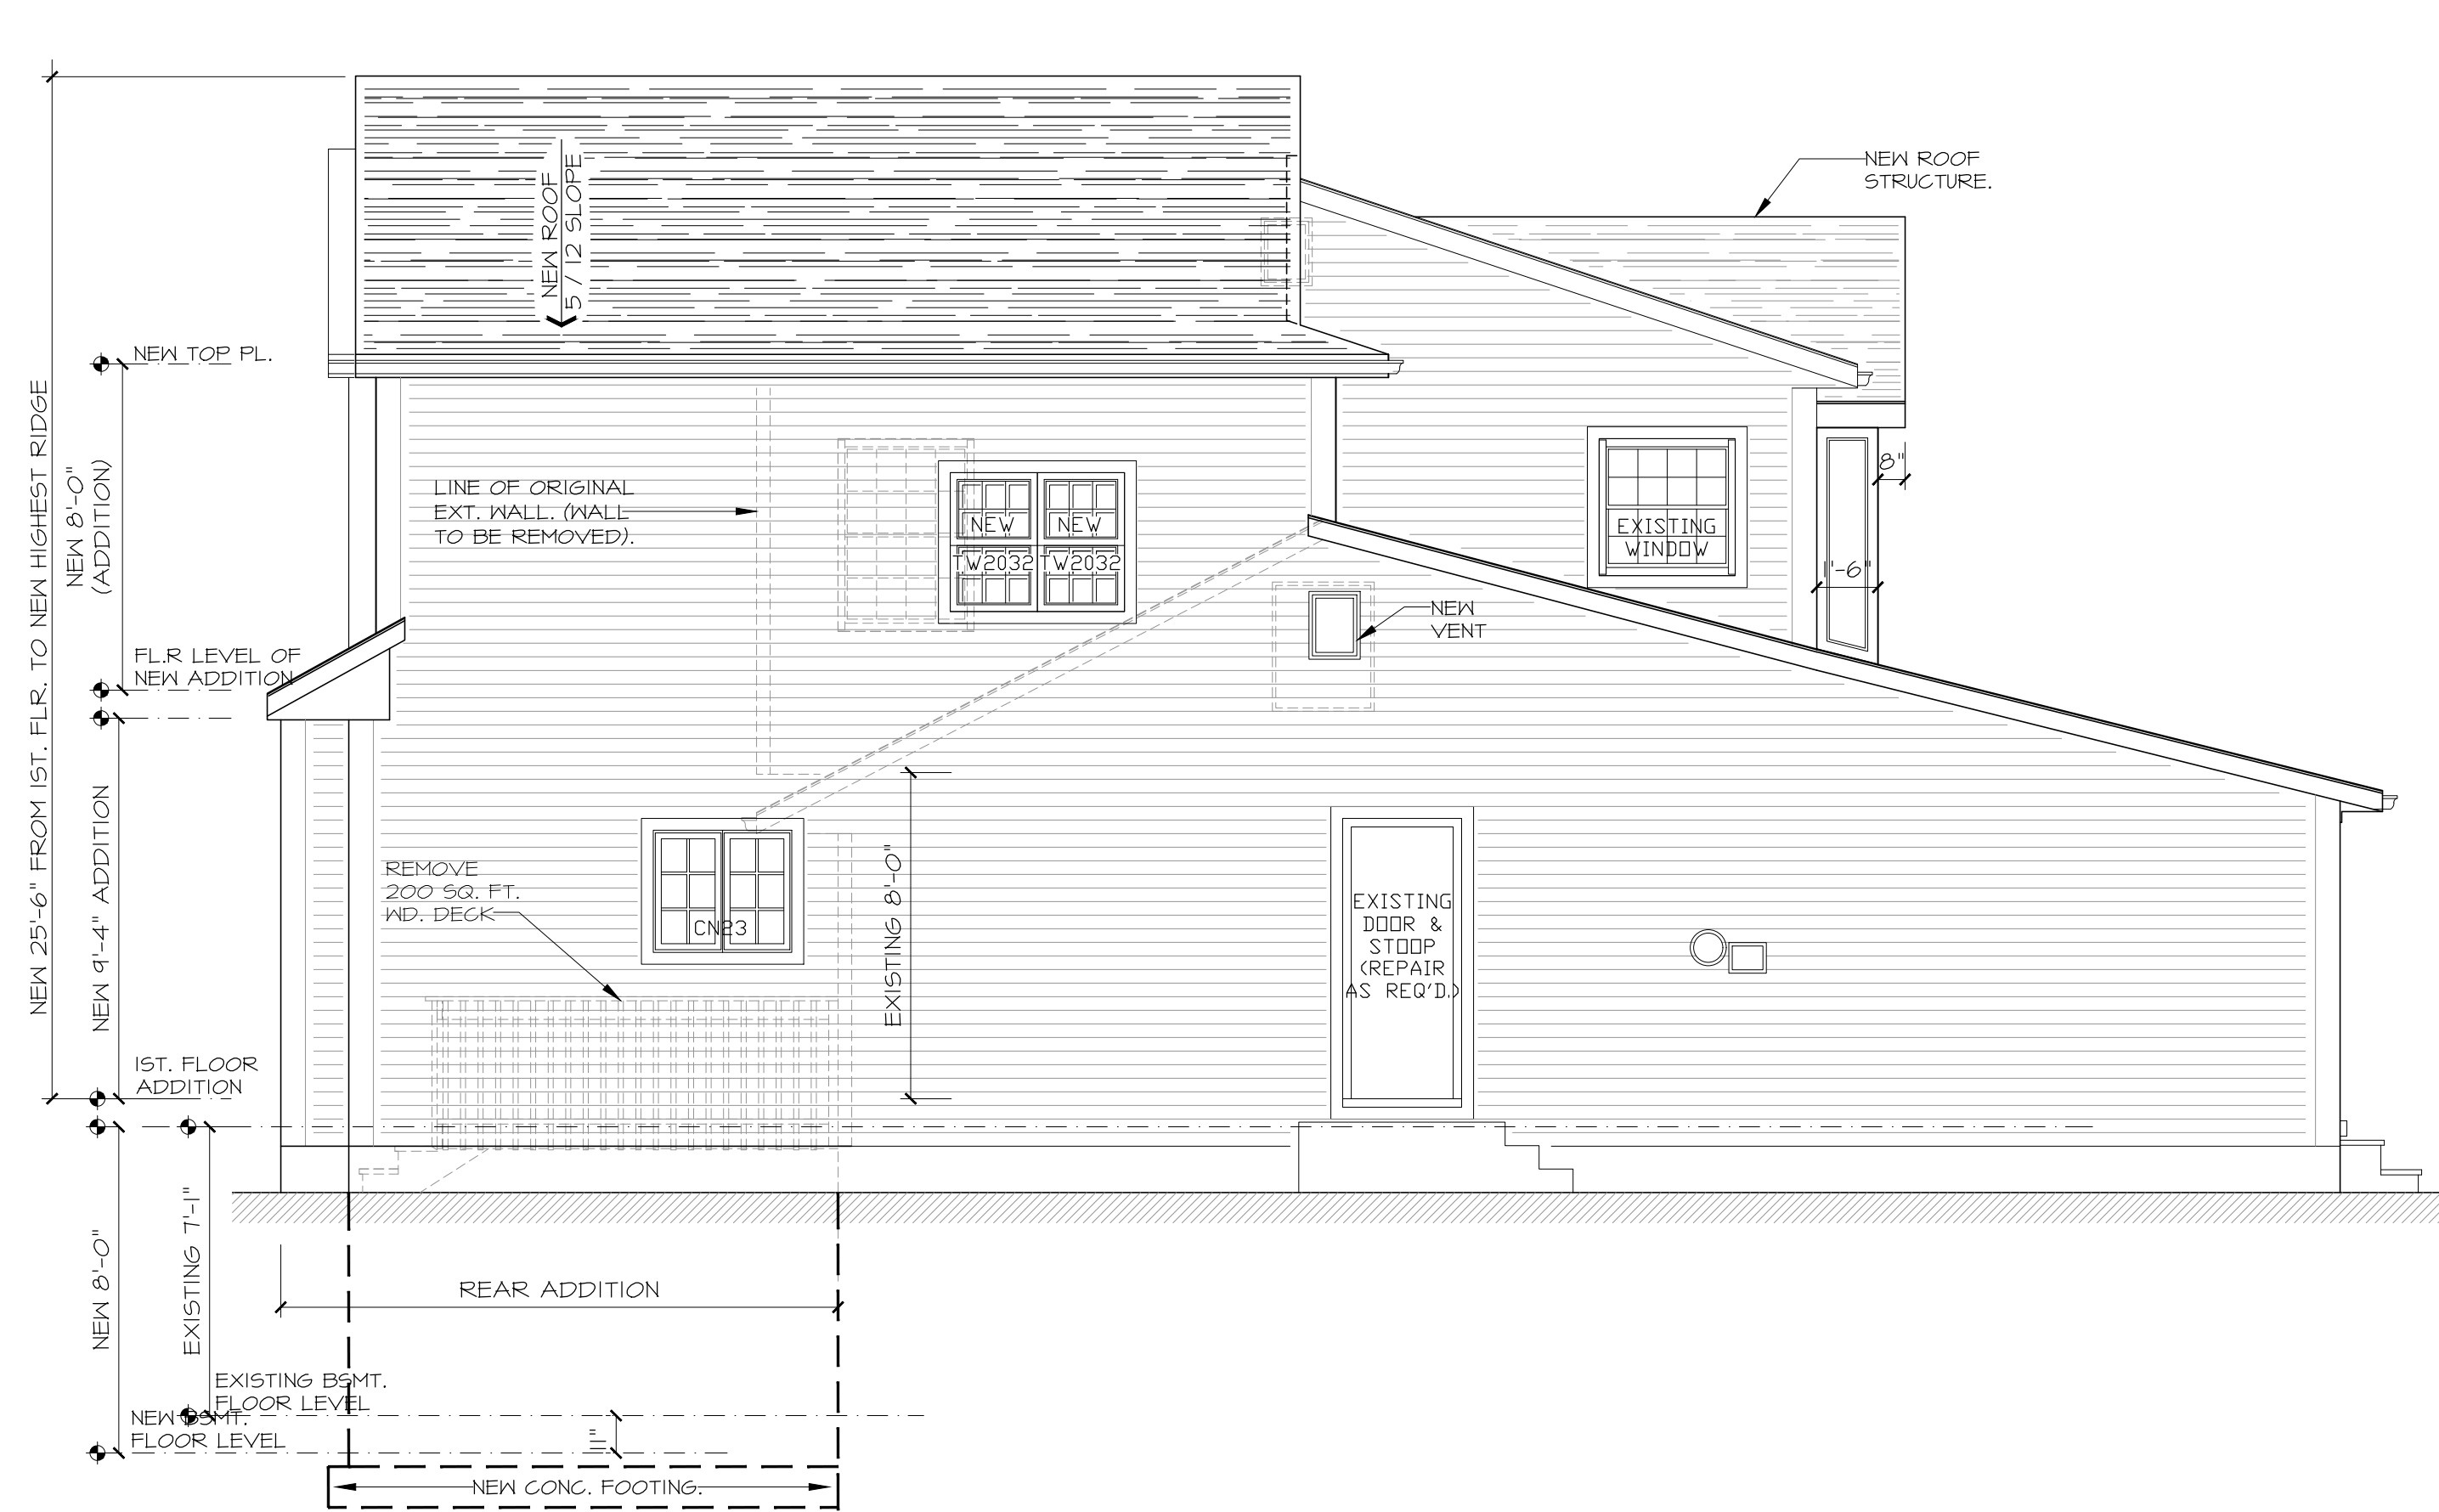 NEW ROOF
STRUCTURE.
NEW ROOF
5 / 12 SLOPE
NEW TOP PL.
NEW 25'-6" FROM 1ST. FLR. TO NEW HIGHEST RIDGE
NEW 8'-0"
(ADDITION)
LINE OF ORIGINAL
EXT. WALL. (WALL
TO BE REMOVED).
NEW NEW
TW2032 TW2032
EXISTING
WINDOW
8"
1'-6"
NEW
VENT
FL.R LEVEL OF
NEW ADDITION
NEW 9'-4" ADDITION
REMOVE
200 SQ. FT.
WD. DECK
CN23
EXISTING 8'-0"
EXISTING
DOOR &
STOOP
(REPAIR
AS REQ'D.)
1ST. FLOOR
ADDITION
NEW 8'-0"
EXISTING 7'-1"
REAR ADDITION
EXISTING BSMT.
FLOOR LEVEL
NEW BSMT.
FLOOR LEVEL
11"
NEW CONC. FOOTING.